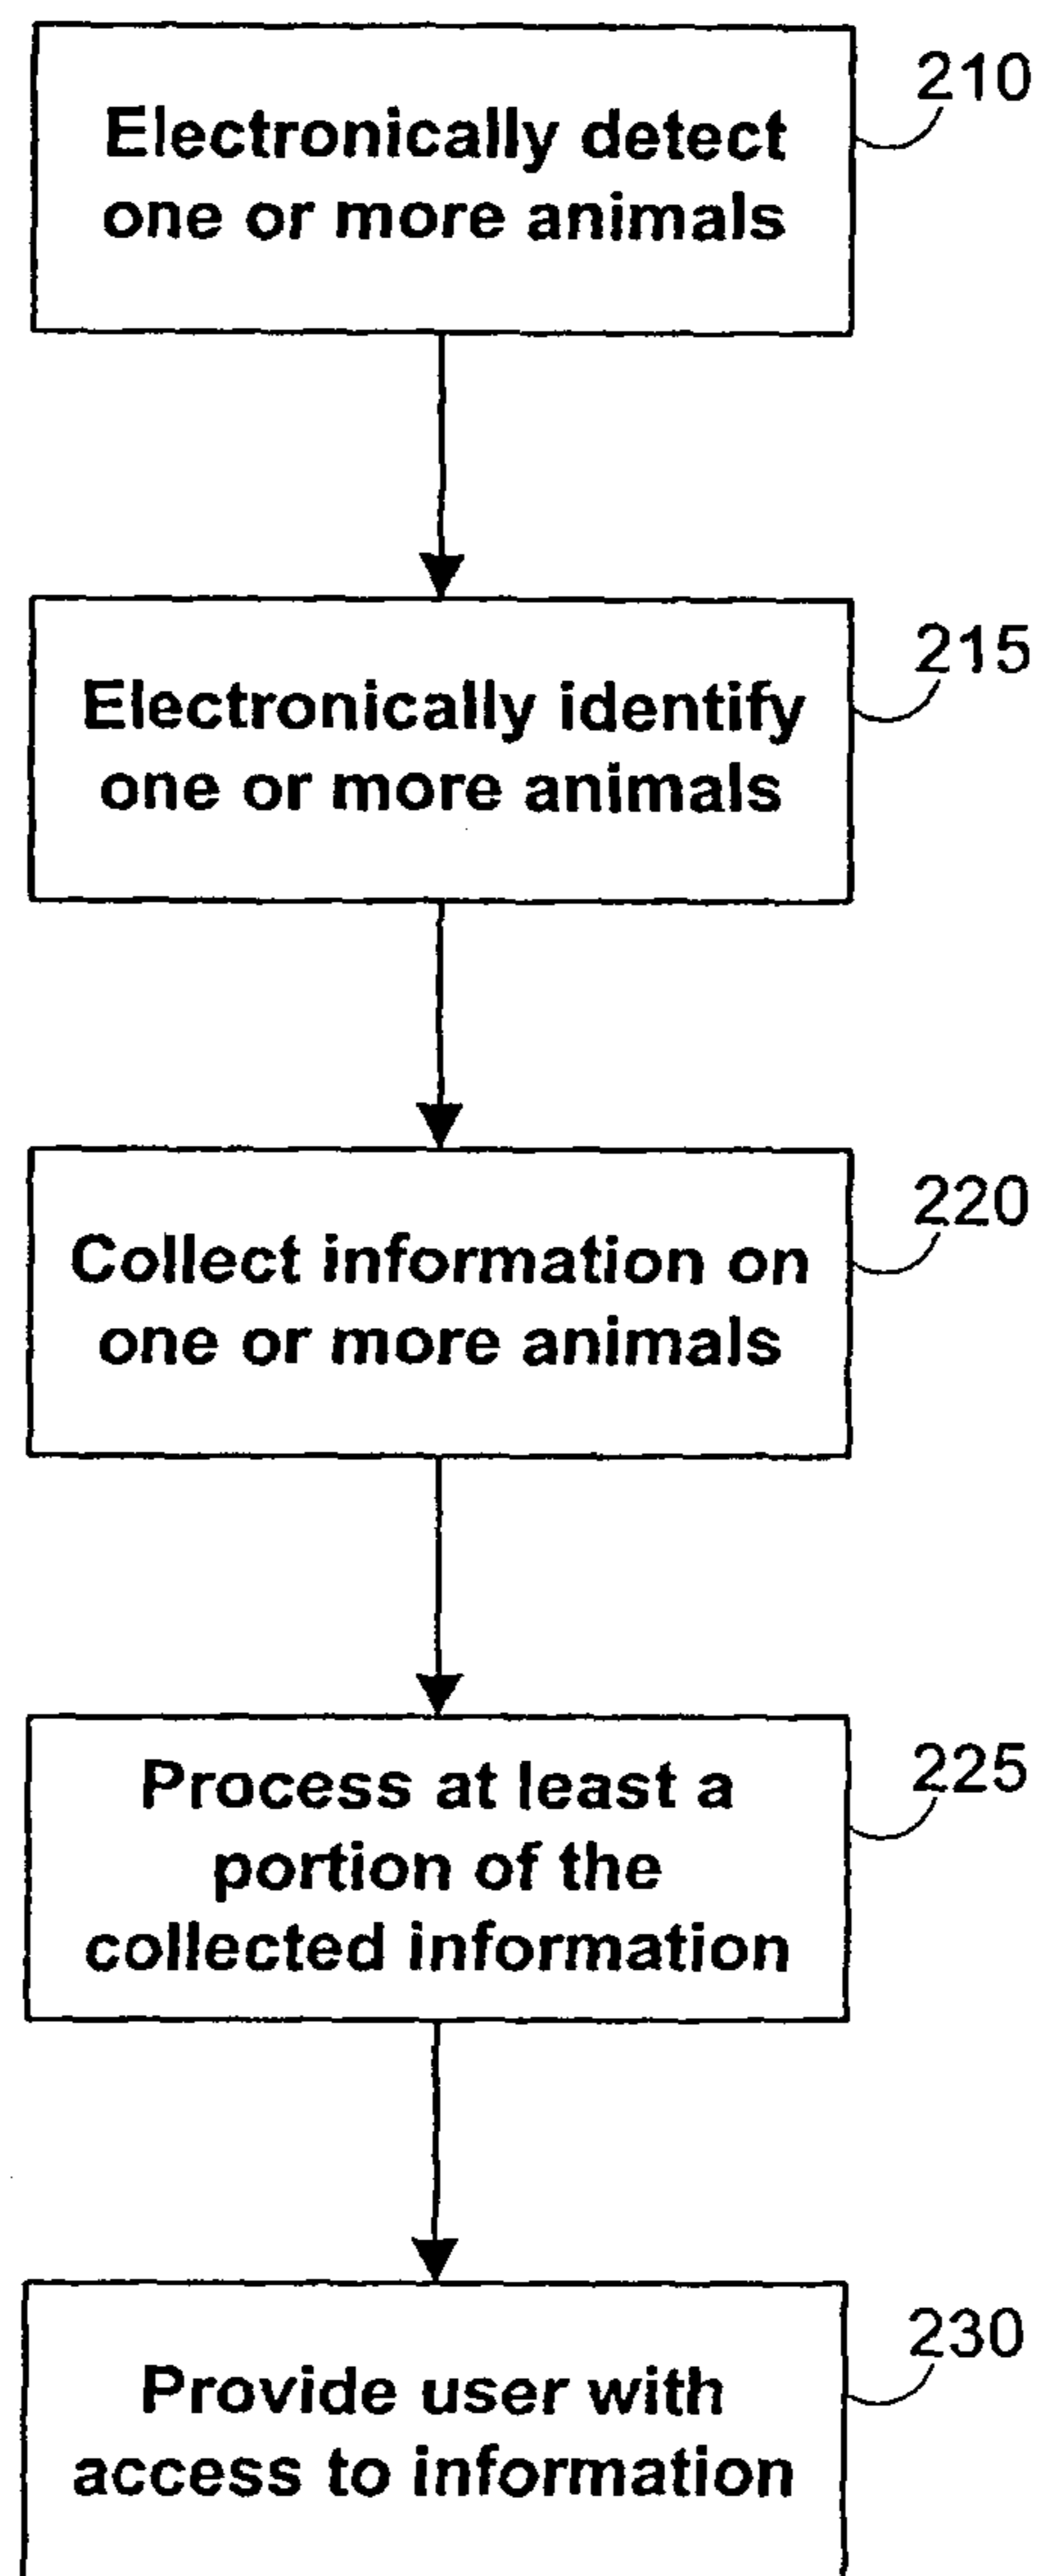 Electronically detect
one or more animals
210
Electronically identify
one or more animals
215
Collect information on
one or more animals
220
Process at least a
portion of the
collected information
225
Provide user with
access to information
230